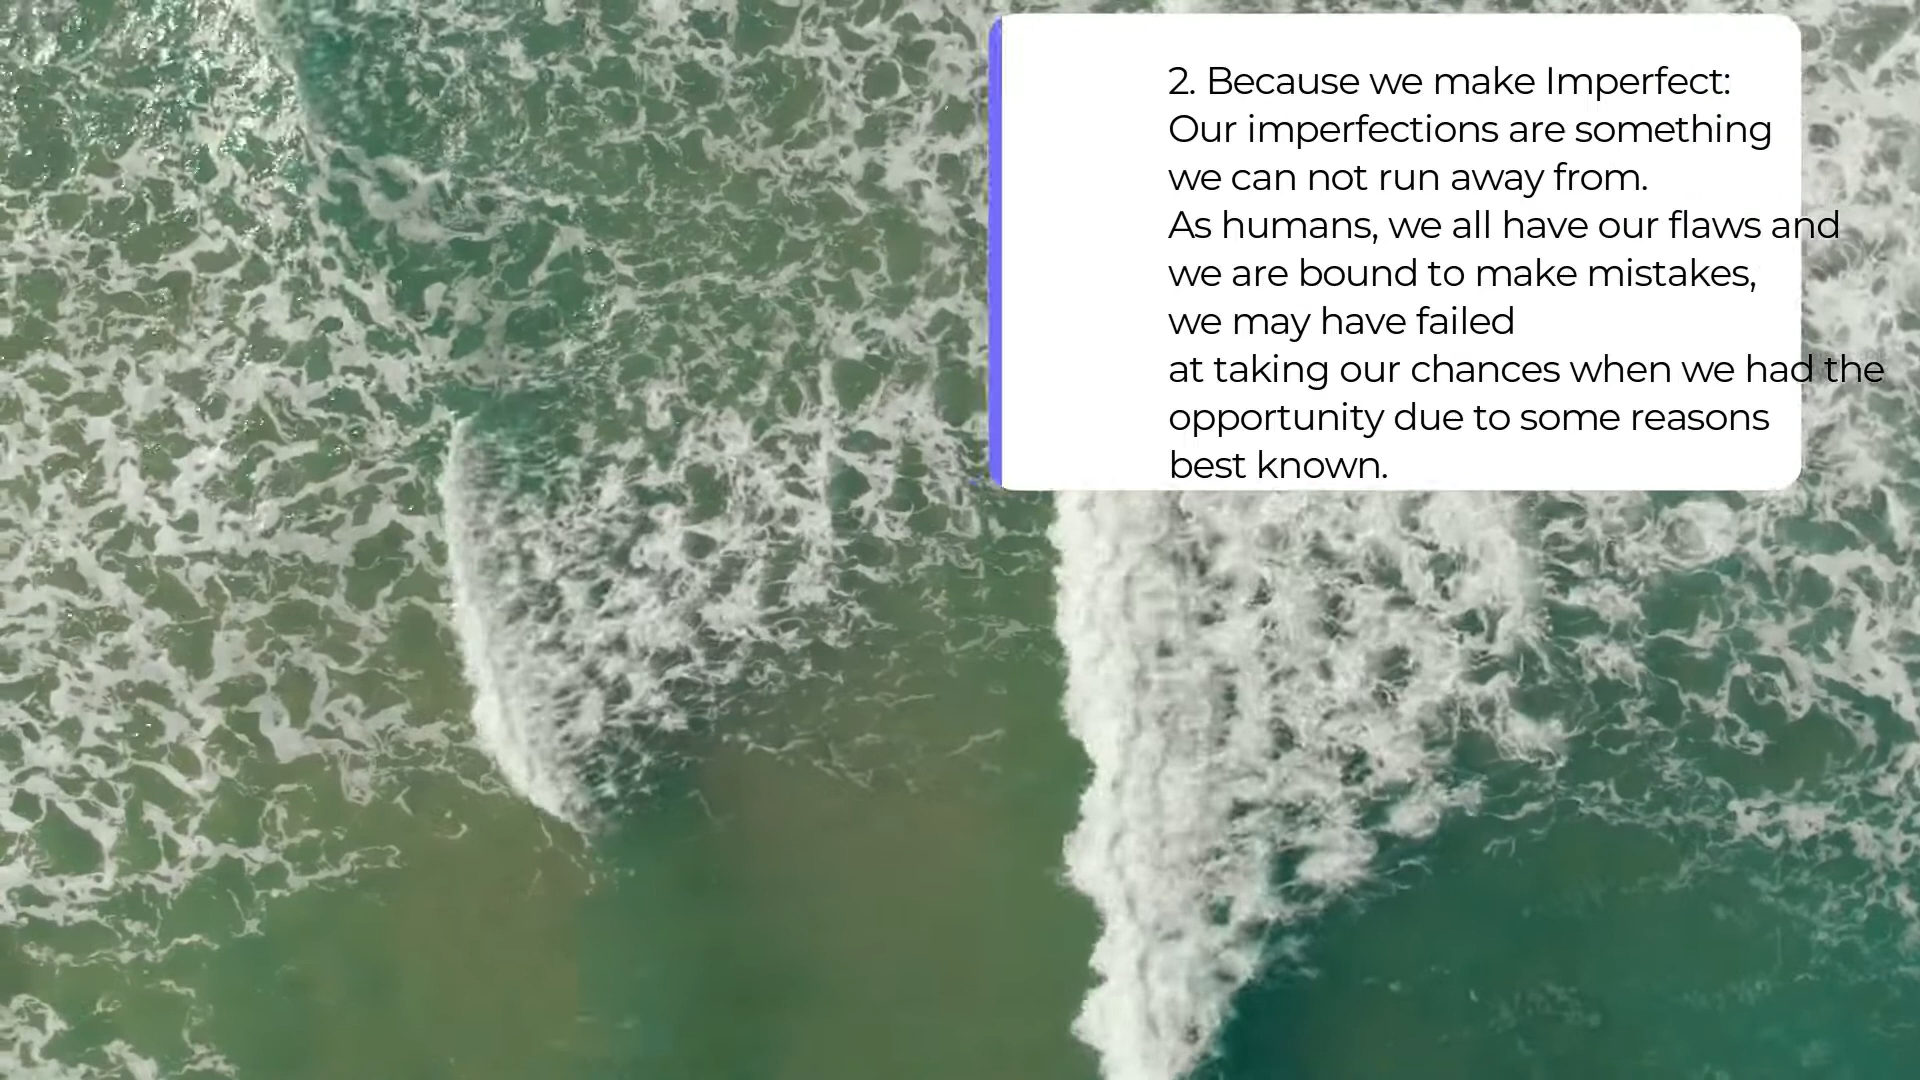 2. Because we make Imperfect:
Our imperfections are something
we can not run away from.
As humans, we all have our flaws and
we are bound to make mistakes,
we may have failed
at taking our chances when we had the
opportunity due to some reasons
best known.